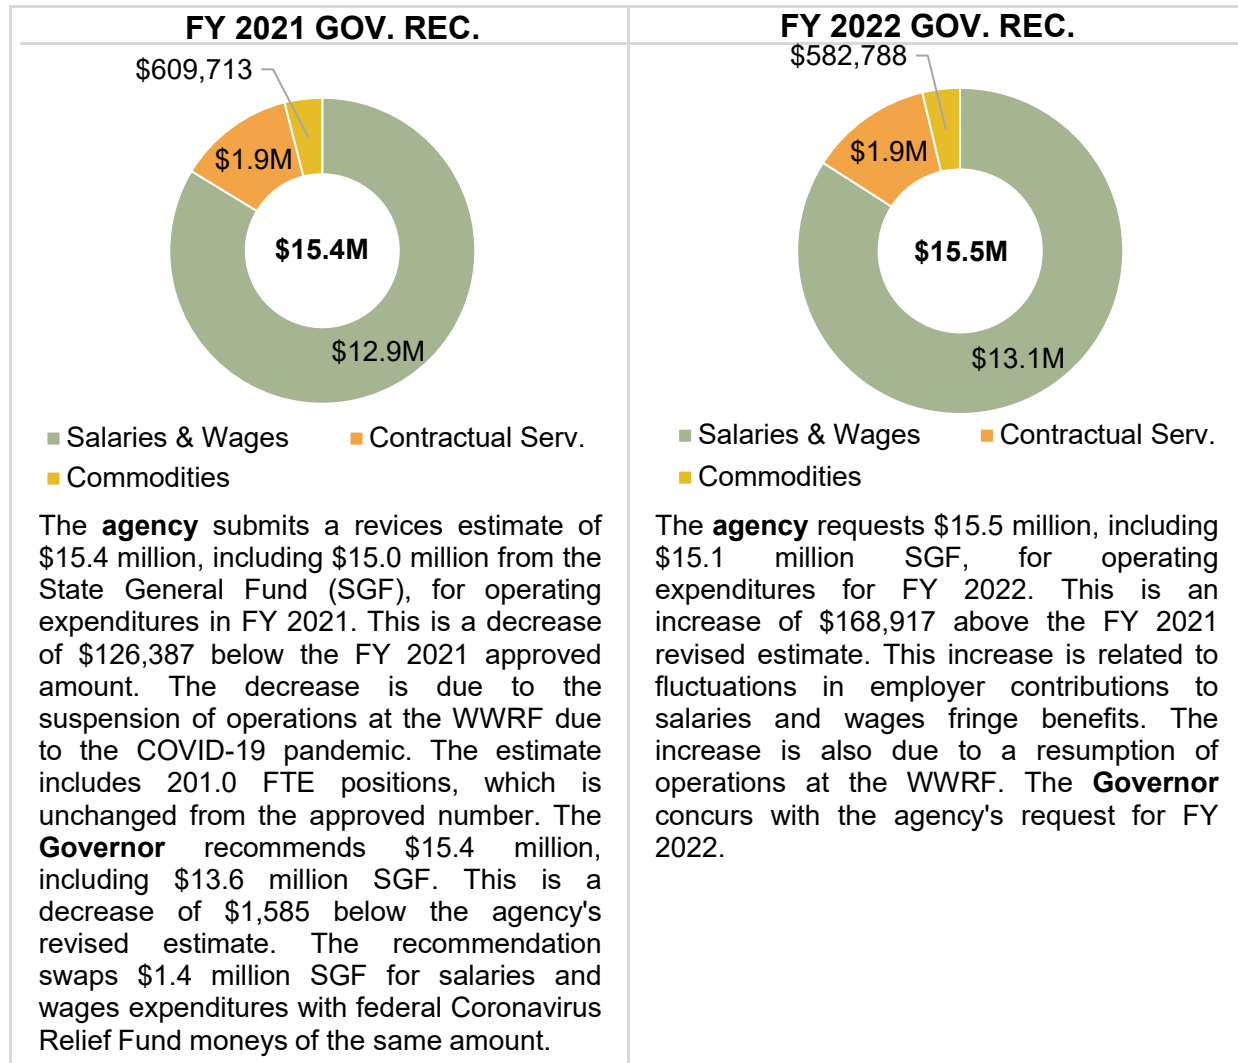 FY 2021 GOV. REC.
$609,713
$1.9M
$15.4M
$12.9M
Salaries & Wages
Contractual Serv.
Commodities
The agency submits a revices estimate of
$15.4 million, including $15.0 million from the
State General Fund (SGF), for operating
expenditures in FY 2021. This is a decrease
of $126,387 below the FY 2021 approved
amount. The decrease is due to the
suspension of operations at the WWRF due
to the COVID-19 pandemic. The estimate
includes 201.0 FTE positions, which is
unchanged from the approved number. The
Governor recommends $15.4 million,
including $13.6 million SGF. This is a
decrease of $1,585 below the agency's
revised estimate. The recommendation
swaps $1.4 million SGF for salaries and
wages expenditures with federal Coronavirus
Relief Fund moneys of the same amount.
FY 2022 GOV. REC.
$582,788
$1.9M
$15.5M
$13.1M
Salaries & Wages
Contractual Serv.
Commodities
The agency requests $15.5 million, including
$15.1 million SGF, for operating
expenditures for FY 2022. This is an
increase of $168,917 above the FY 2021
revised estimate. This increase is related to
fluctuations in employer contributions to
salaries and wages fringe benefits. The
increase is also due to a resumption of
operations at the WWRF. The Governor
concurs with the agency's request for FY
2022.